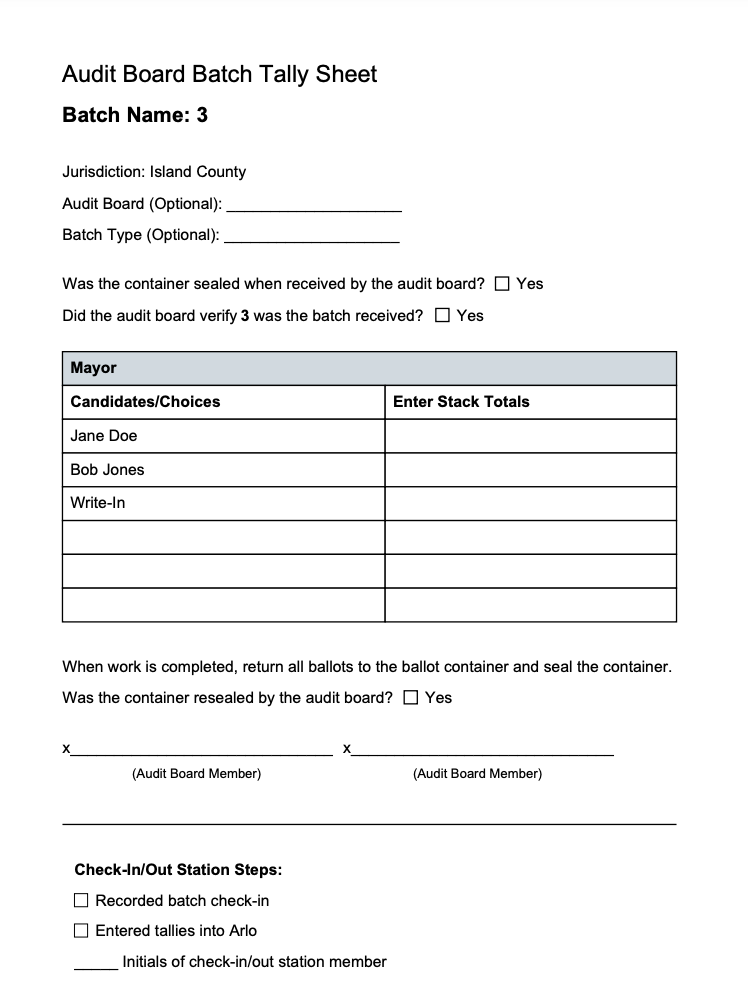 Audit Board Batch Tally Sheet
Batch Name: 3
Jurisdiction: Island County
Audit Board (Optional): ____________________
Batch Type (Optional): ____________________
Was the container sealed when received by the audit board? ☐ Yes
Did the audit board verify 3 was the batch received? ☐ Yes
Mayor
Candidates/Choices Enter Stack Totals
Jane Doe
Bob Jones
Write-In
When work is completed, return all ballots to the ballot container and seal the container.
Was the container resealed by the audit board? ☐ Yes
x______________________________ x______________________________
(Audit Board Member) (Audit Board Member)
Check-In/Out Station Steps:
☐ Recorded batch check-in
☐ Entered tallies into Arlo
_____ Initials of check-in/out station member